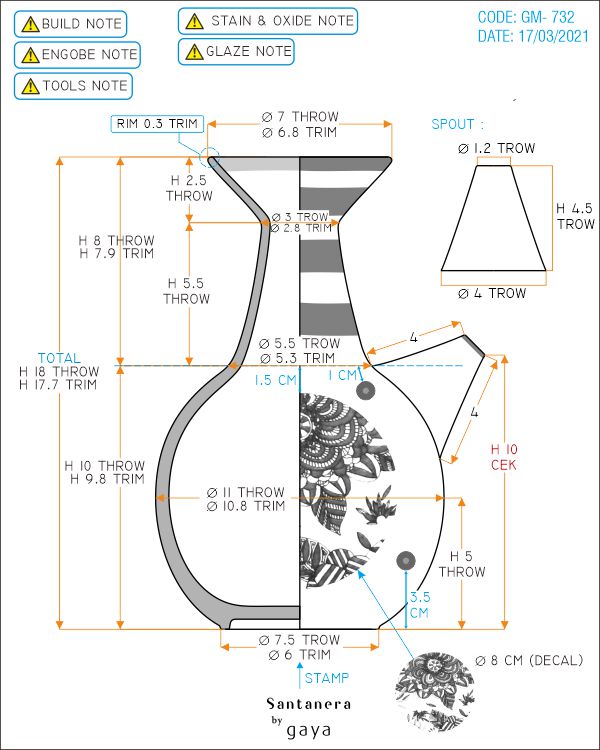 BUILD NOTE
STAIN & OXIDE NOTE
ENGOBE NOTE
GLAZE NOTE
TOOLS NOTE
CODE: GM- 732
DATE: 17/03/2021
RIM 0.3 TRIM
Ø 7 THROW
Ø 6.8 TRIM
SPOUT :
Ø 1.2 TROW
H 4.5
TROW
Ø 4 TROW
H 2.5
THROW
Ø 3 TROW
Ø 2.8 TRIM
H 8 THROW
H 7.9 TRIM
H 5.5
THROW
Ø 5.5 TROW
Ø 5.3 TRIM
4
4
TOTAL
H 18 THROW
H 17.7 TRIM
1.5 CM
1 CM
H 10
CEK
H 10 THROW
H 9.8 TRIM
Ø 11 THROW
Ø 10.8 TRIM
H 5
THROW
3.5
CM
Ø 7.5 TROW
Ø 6 TRIM
Ø 8 CM (DECAL)
STAMP
Santanera
by
gaya